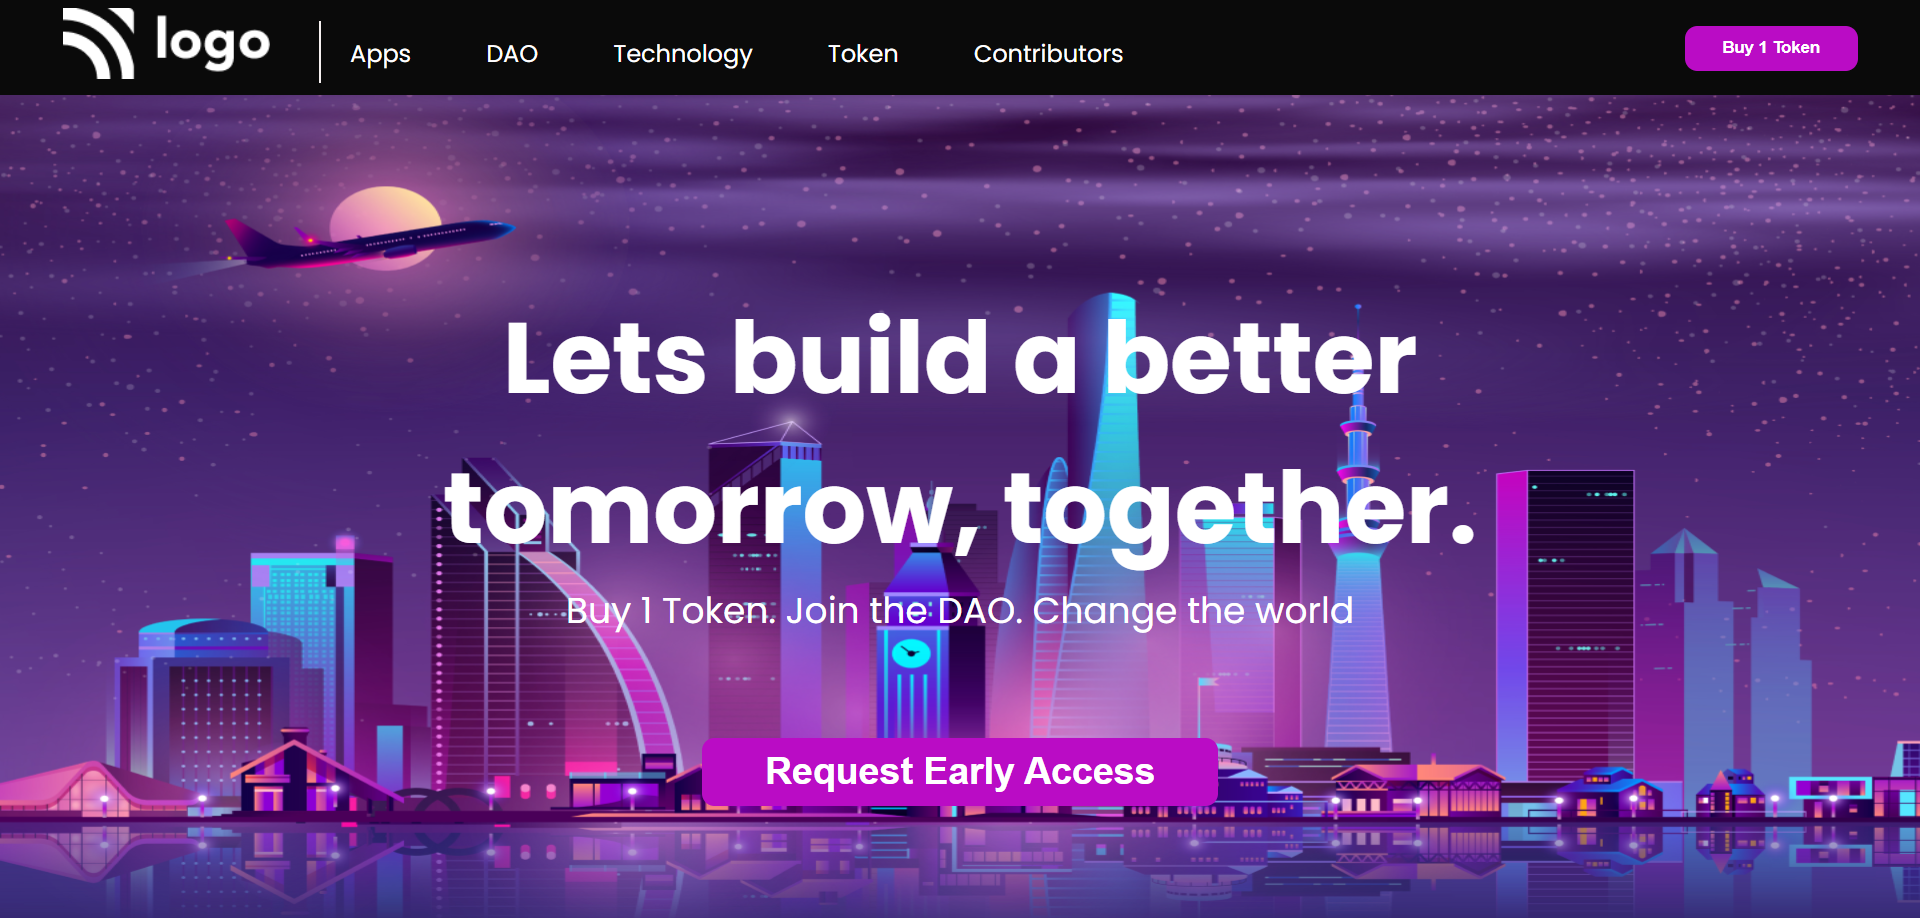 logo
Apps
DAO
Technology
Token
Contributors
Buy 1 Token
Lets build a better
tomorrow, together.
Buy 1 Token. Join the DAO. Change the world
Request Early Access